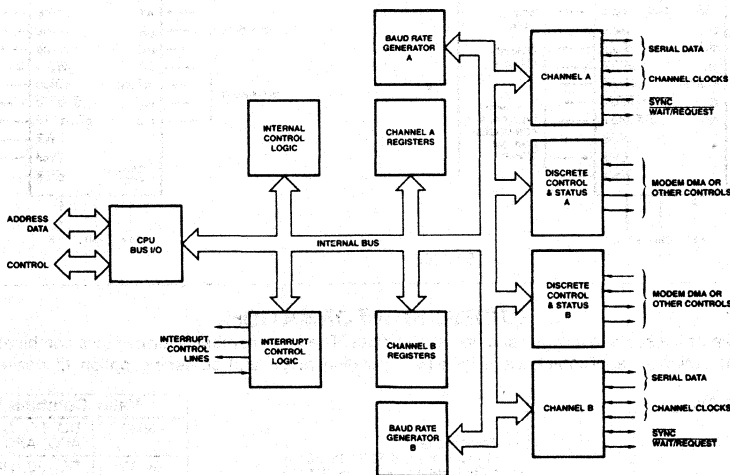 BAUD RATE
GENERATOR
A
CHANNEL A
SERIAL DATA
CHANNEL CLOCKS
SYNC
WAIT/REQUEST
INTERNAL
CONTROL
LOGIC
CHANNEL A
REGISTERS
DISCRETE
CONTROL
& STATUS
A
MODEM DMA OR
OTHER CONTROLS
ADDRESS
DATA
CONTROL
CPU
BUS I/O
INTERNAL BUS
DISCRETE
CONTROL
& STATUS
B
MODEM DMA OR
OTHER CONTROLS
INTERRUPT
CONTROL
LINES
INTERRUPT
CONTROL
LOGIC
CHANNEL B
REGISTERS
BAUD RATE
GENERATOR
B
CHANNEL B
SERIAL DATA
CHANNEL CLOCKS
SYNC
WAIT/REQUEST